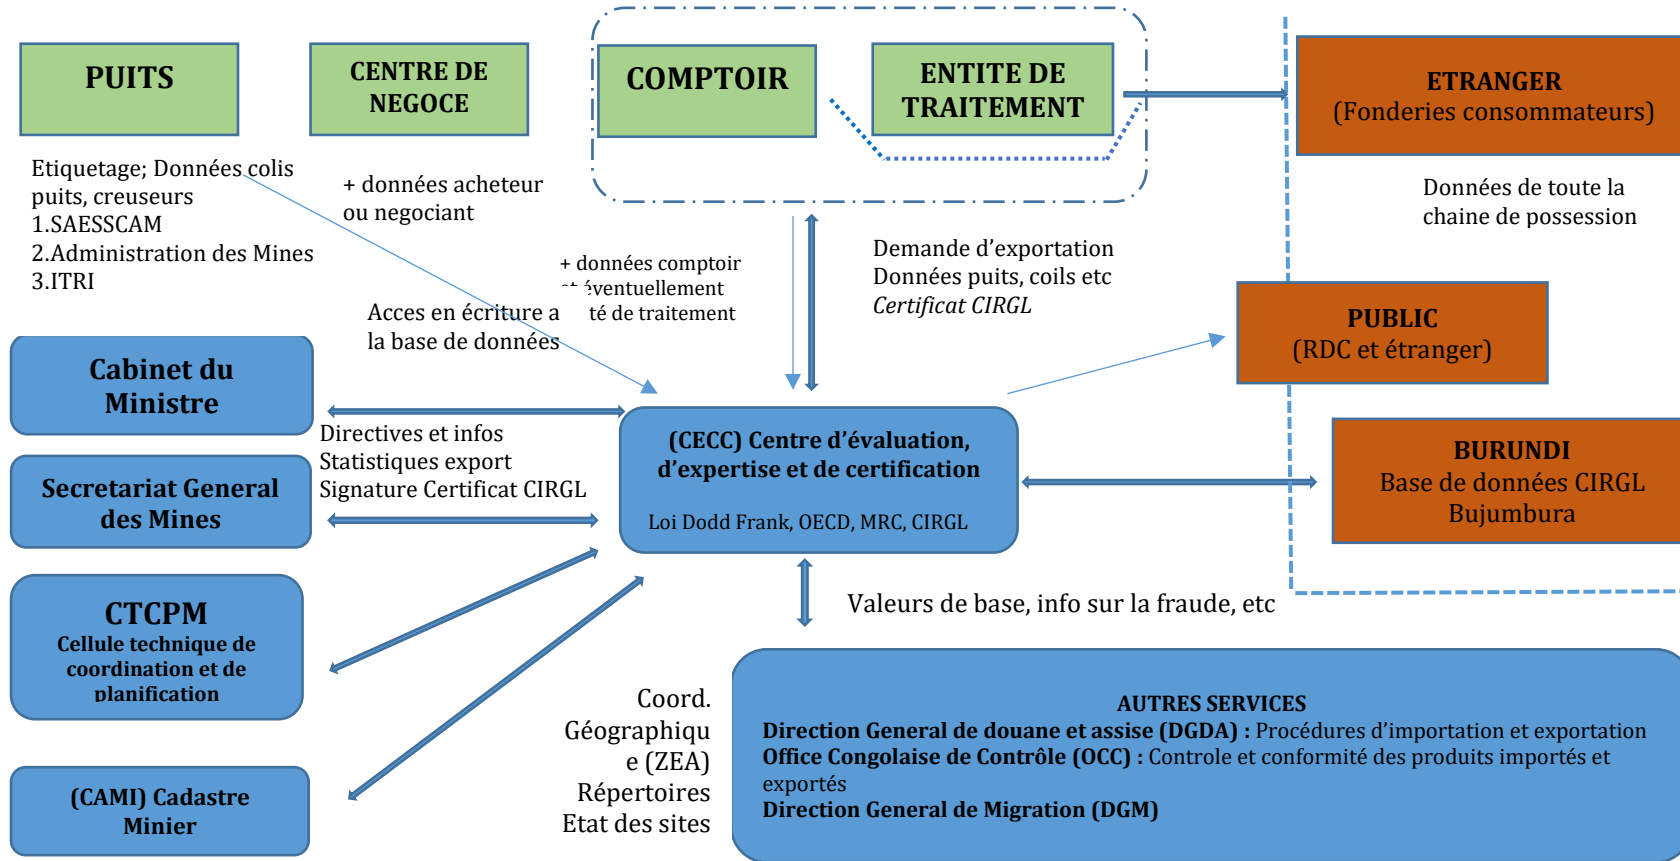 PUITS
CENTRE DE
NEGOCE
COMPTOIR
ENTITE DE
TRAITEMENT
ETRANGER
(Fonderies consommateurs)
Etiquetage; Données colis
puits, creuseurs
1.SAESSCAM
2.Administration des Mines
3.ITRI
+ données acheteur
ou negociant
+ données comptoir
et éventuellement
té de traitement
Acces en écriture a
la base de données
Demande d’exportation
Données puits, coils etc
Certificat CIRGL
Données de toute la
chaine de possession
PUBLIC
(RDC et étranger)
Cabinet du
Ministre
Directives et infos
Statistiques export
Signature Certificat CIRGL
(CECC) Centre d’évaluation,
d’expertise et de certification
Loi Dodd Frank, OECD, MRC, CIRGL
BURUNDI
Base de données CIRGL
Bujumbura
Secretariat General
des Mines
CTCPM
Cellule technique de
coordination et de
planification
Valeurs de base, info sur la fraude, etc
(CAMI) Cadastre
Minier
Coord.
Géographiqu
e (ZEA)
Répertoires
Etat des sites
AUTRES SERVICES
Direction General de douane et assise (DGDA) : Procédures d’importation et exportation
Office Congolaise de Contrôle (OCC) : Controle et conformité des produits importés et
exportés
Direction General de Migration (DGM)